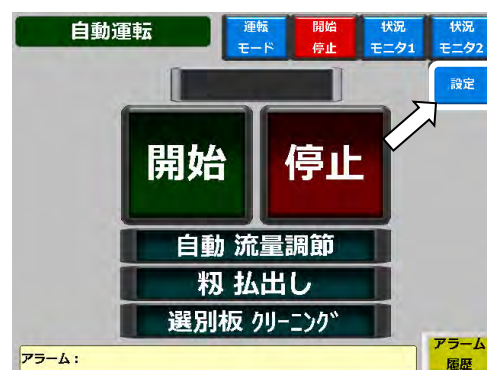 自動運転
運転
モード
開始
停止
状況
モニタ1
状況
モニタ2
設定
開始
停止
自動 流量調節
籾 払出し
選別板 ｸﾘｰﾆﾝｸﾞ
アラーム：
アラーム
履歴